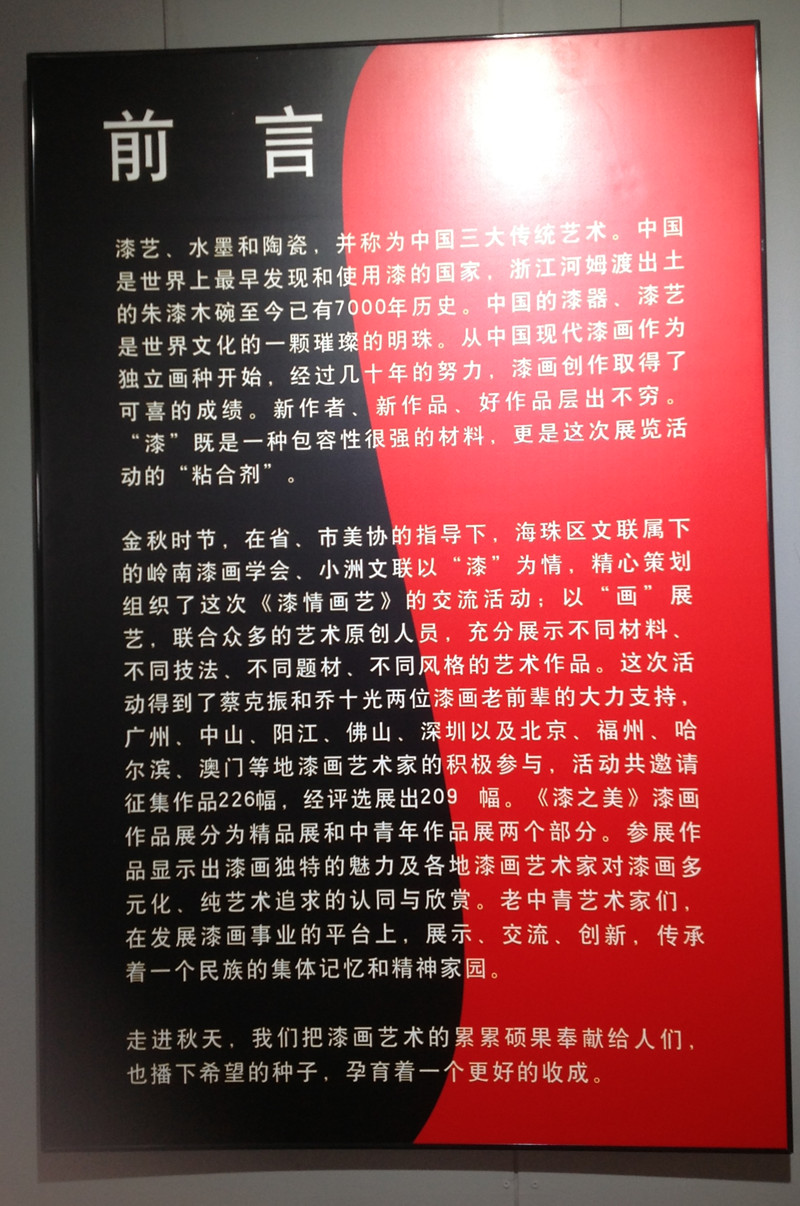 前 言
漆艺、水墨和陶瓷，并称为中国三大传统艺术。中国
是世界上最早发现和使用漆的国家，浙江河姆渡出土
的朱漆木碗至今已有7000年历史。中国的漆器、漆艺
是世界文化的一颗璀璨的明珠。从中国现代漆画作为
独立画种开始，经过几十年的努力，漆画创作取得了
可喜的成绩。新作者、新作品、好作品层出不穷。
“漆”既是一种包容性很强的材料，更是这次展览活
动的“粘合剂”。
金秋时节，在省、市美协的指导下，海珠区文联属下
的岭南漆画学会、小洲文联以“漆”为情，精心策划
组织了这次《漆情画艺》的交流活动；以“画”展
艺，联合众多的艺术原创人员，充分展示不同材料、
不同技法、不同题材、不同风格的艺术作品。这次活
动得到了蔡克振和乔十光两位漆画老前辈的大力支持，
广州、中山、阳江、佛山、深圳以及北京、福州、哈
尔滨、澳门等地漆画艺术家的积极参与，活动共邀请
征集作品226幅，经评选展出209 幅。《漆之美》漆画
作品展分为精品展和中青年作品展两个部分。参展作
品显示出漆画独特的魅力及各地漆画艺术家对漆画多
元化、纯艺术追求的认同与欣赏。老中青艺术家们，
在发展漆画事业的平台上，展示、交流、创新，传承
着一个民族的集体记忆和精神家园。
走进秋天，我们把漆画艺术的累累硕果奉献给人们，
也播下希望的种子，孕育着一个更好的收成。